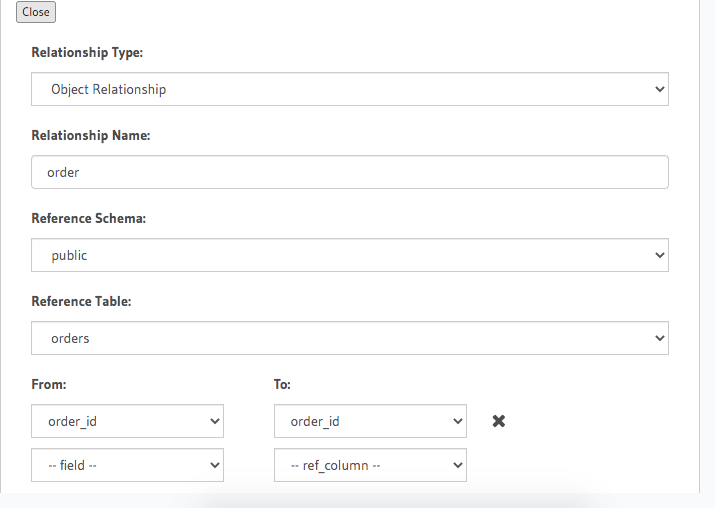 Close
Relationship Type:
Object Relationship
Relationship Name:
order
Reference Schema:
public
Reference Table:
orders
From: To:
order_id order_id
-- field -- -- ref_column --